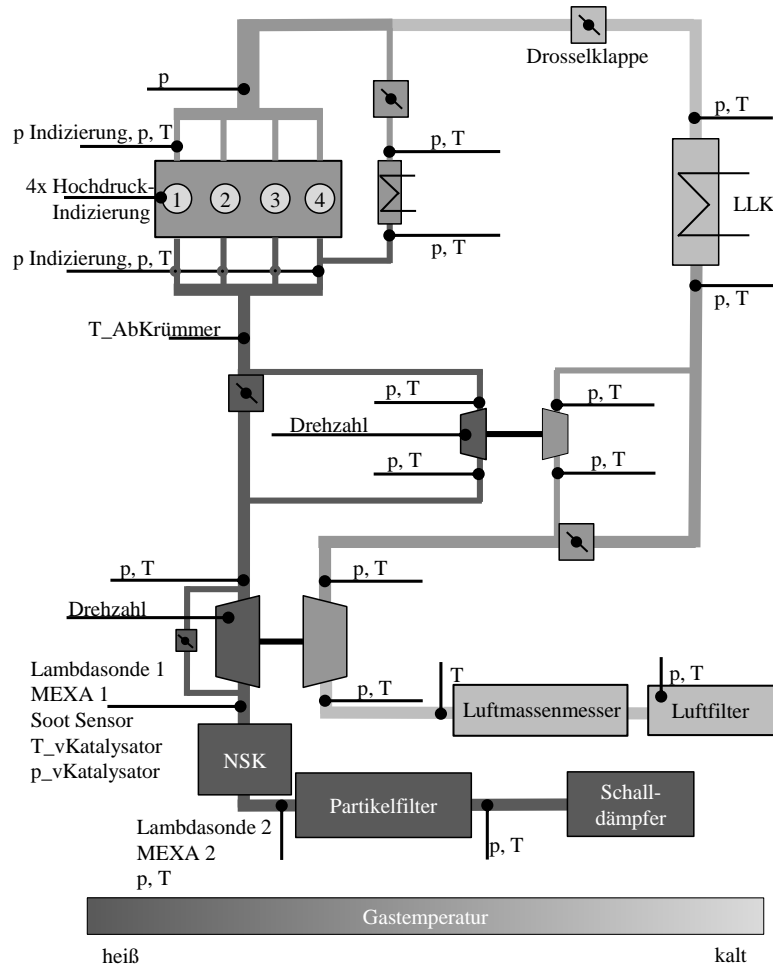 Drosselklappe
p
p, T
p Indizierung, p, T
p, T
4x Hochdruck-
Indizierung
1 2 3 4
LLK
p Indizierung, p, T
p, T
p, T
T_AbKrümmer
p, T
p, T
Drehzahl
p, T
p, T
p, T
p, T
Drehzahl
Lambdasonde 1
MEXA 1
Soot Sensor
T_vKatalysator
p_vKatalysator
p, T
T
p, T
Luftmassenmesser
Luftfilter
NSK
Partikelfilter
Schall-
dämpfer
Lambdasonde 2
MEXA 2
p, T
p, T
Gastemperatur
heiß
kalt